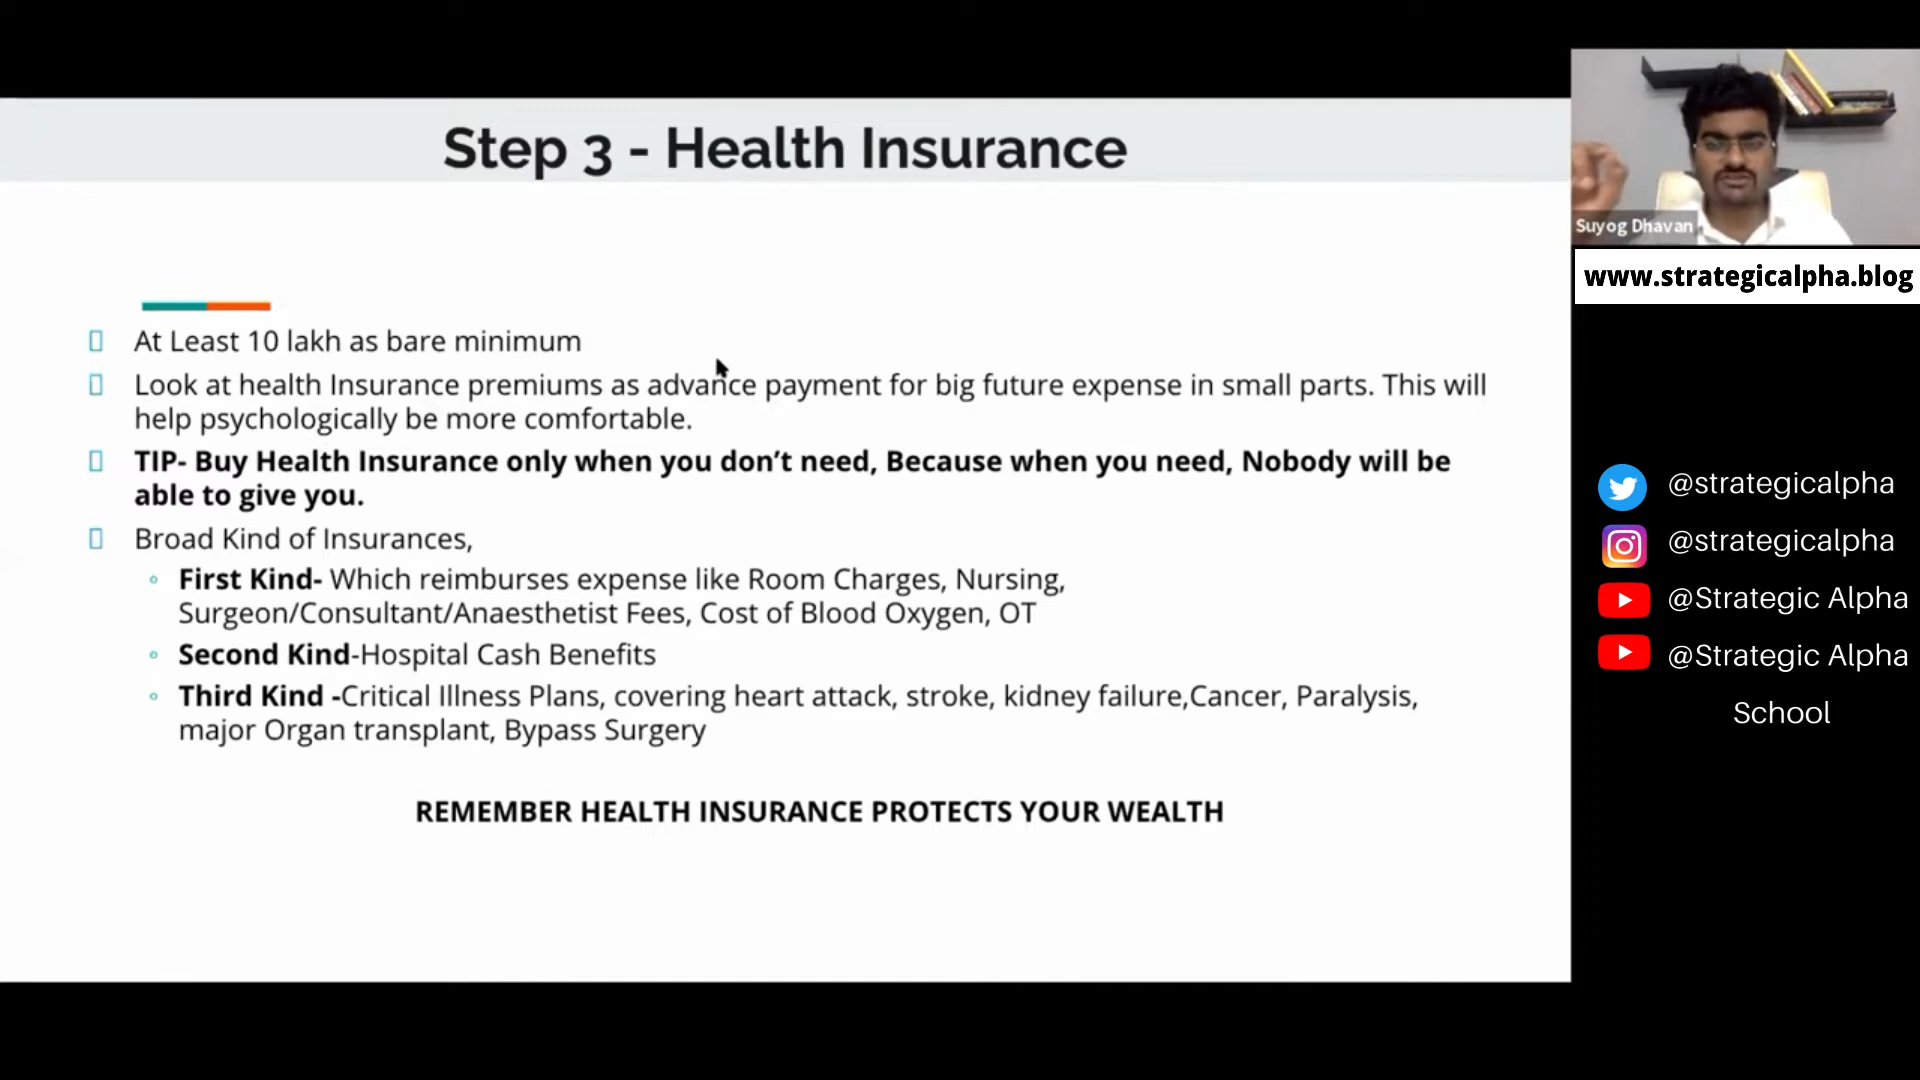 Step 3 - Health Insurance
At Least 10 lakh as bare minimum
Look at health Insurance premiums as advance payment for big future expense in small parts. This will
help psychologically be more comfortable.
TIP- Buy Health Insurance only when you don’t need, Because when you need, Nobody will be
able to give you.
Broad Kind of Insurances,
First Kind- Which reimburses expense like Room Charges, Nursing,
Surgeon/Consultant/Anaesthetist Fees, Cost of Blood Oxygen, OT
Second Kind-Hospital Cash Benefits
Third Kind -Critical Illness Plans, covering heart attack, stroke, kidney failure,Cancer, Paralysis,
major Organ transplant, Bypass Surgery
REMEMBER HEALTH INSURANCE PROTECTS YOUR WEALTH
Suyog Dhavan
www.strategicalpha.blog
@strategicalpha
@strategicalpha
@Strategic Alpha
@Strategic Alpha
School